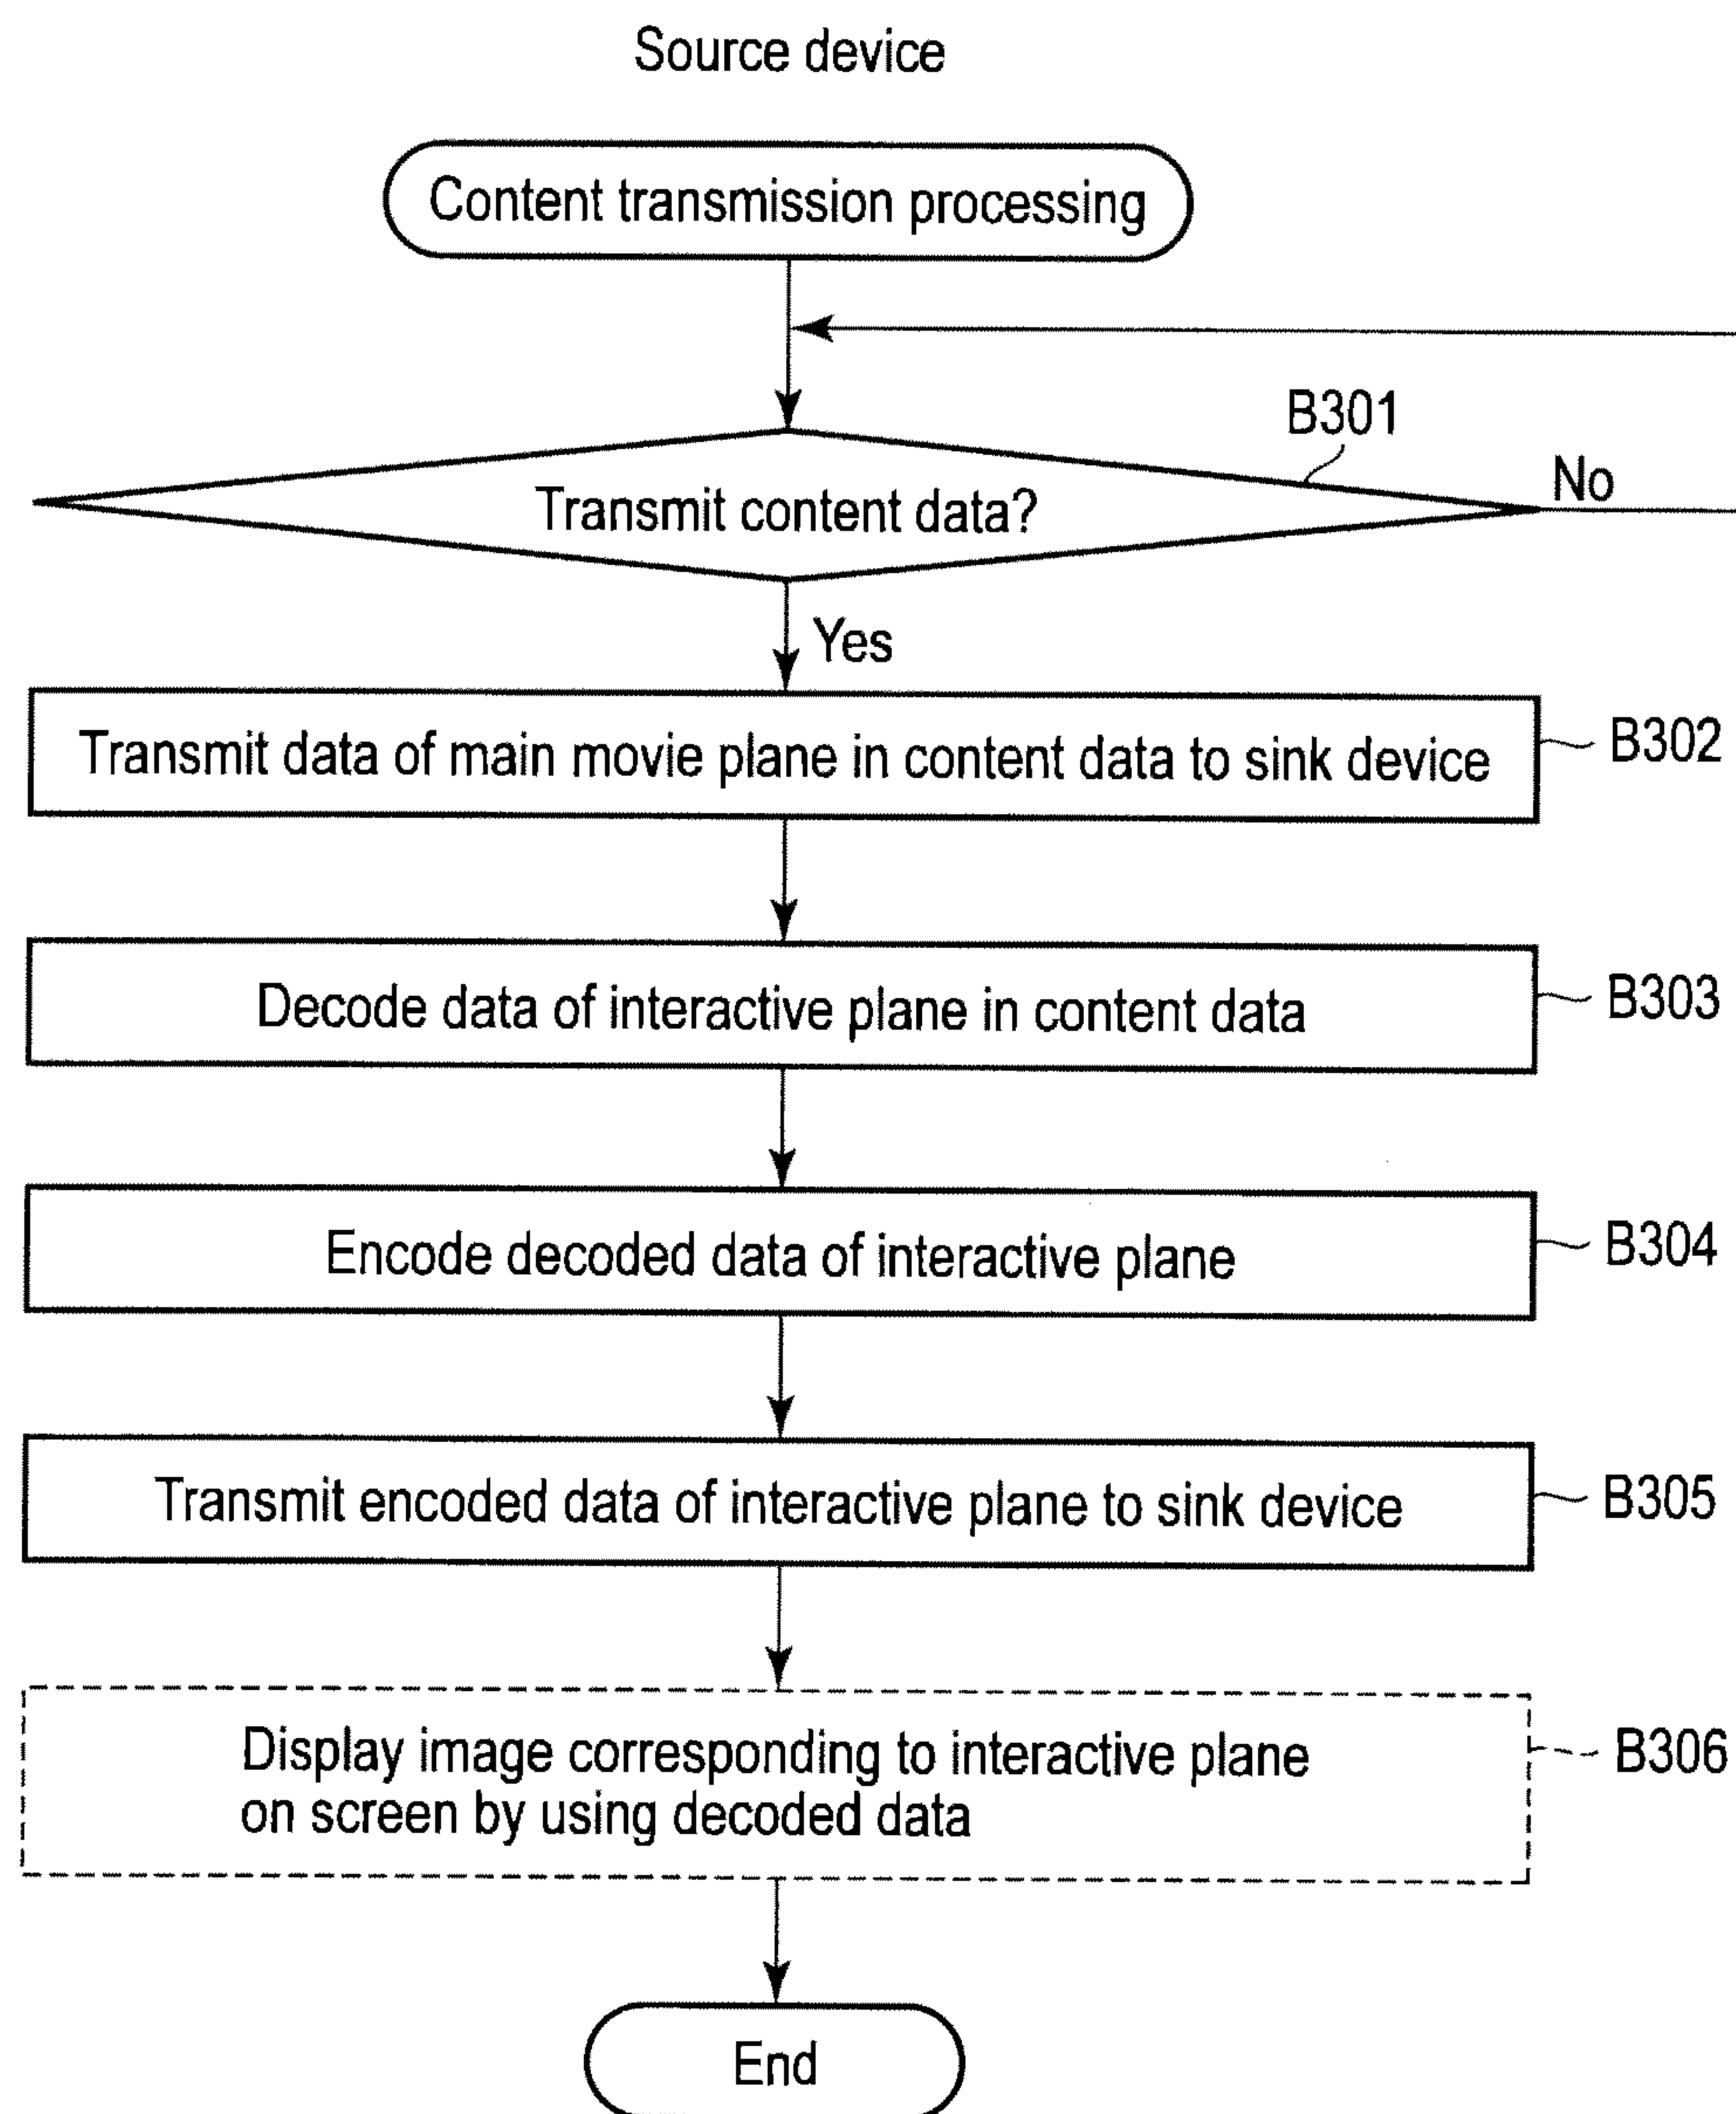 Source device
Content transmission processing
B301
No
Transmit content data?
Yes
Transmit data of main movie plane in content data to sink device
B302
Decode data of interactive plane in content data
B303
Encode decoded data of interactive plane
B304
Transmit encoded data of interactive plane to sink device
B305
Display image corresponding to interactive plane
on screen by using decoded data
B306
End